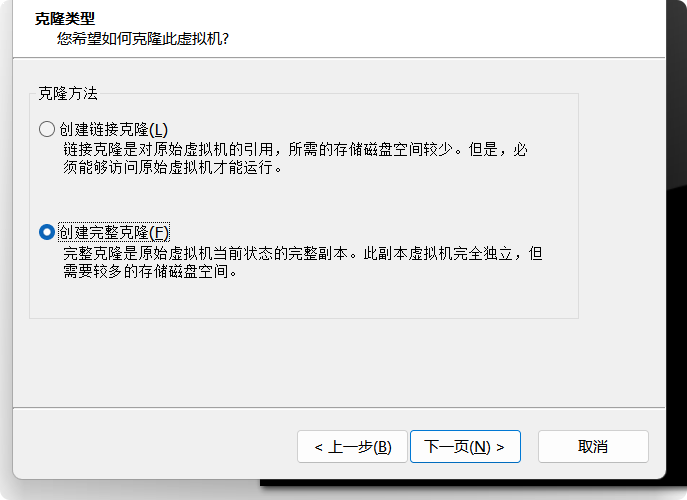 克隆类型
您希望如何克隆此虚拟机?
克隆方法
创建链接克隆(L)
链接克隆是对原始虚拟机的引用，所需的存储磁盘空间较少。但是，必
须能够访问原始虚拟机才能运行。
创建完整克隆(F)
完整克隆是原始虚拟机当前状态的完整副本。此副本虚拟机完全独立，但
需要较多的存储磁盘空间。
< 上一步(B)
下一页(N) >
取消